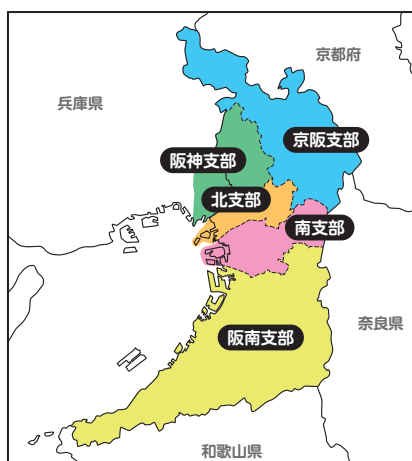 京都府
兵庫県
京阪支部
阪神支部
北支部
南支部
奈良県
阪南支部
和歌山県